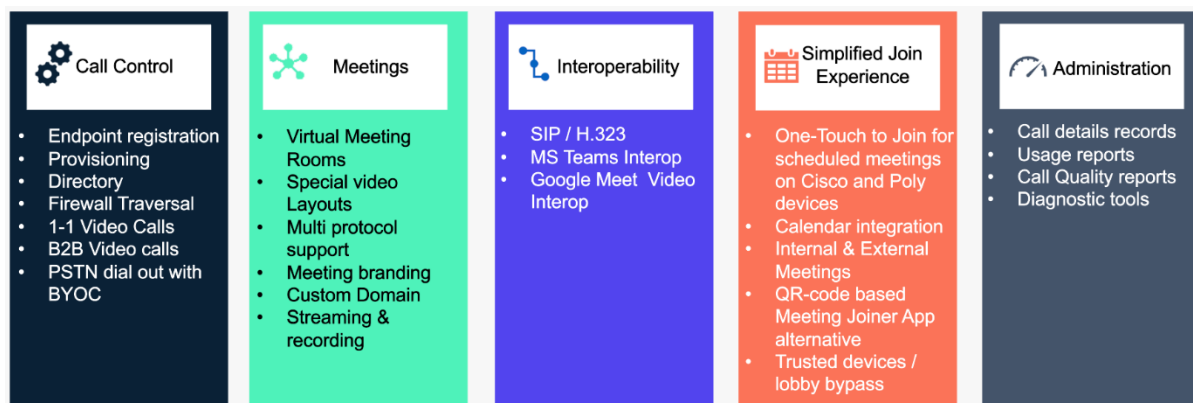 Call Control
• Endpoint registration
• Provisioning
• Directory
• Firewall Traversal
• 1-1 Video Calls
• B2B Video calls
• PSTN dial out with
BYOC
Meetings
• Virtual Meeting
Rooms
• Special video
Layouts
• Multi protocol
support
• Meeting branding
• Custom Domain
• Streaming &
recording
Interoperability
• SIP / H.323
• MS Teams Interop
• Google Meet  Video
Interop
Simplified Join
Experience
• One-Touch to Join for
scheduled meetings
on Cisco and Poly
devices
• Calendar integration
• Internal & External
Meetings
• QR-code based
Meeting Joiner App
alternative
• Trusted devices /
lobby bypass
Administration
• Call details records
• Usage reports
• Call Quality reports
• Diagnostic tools